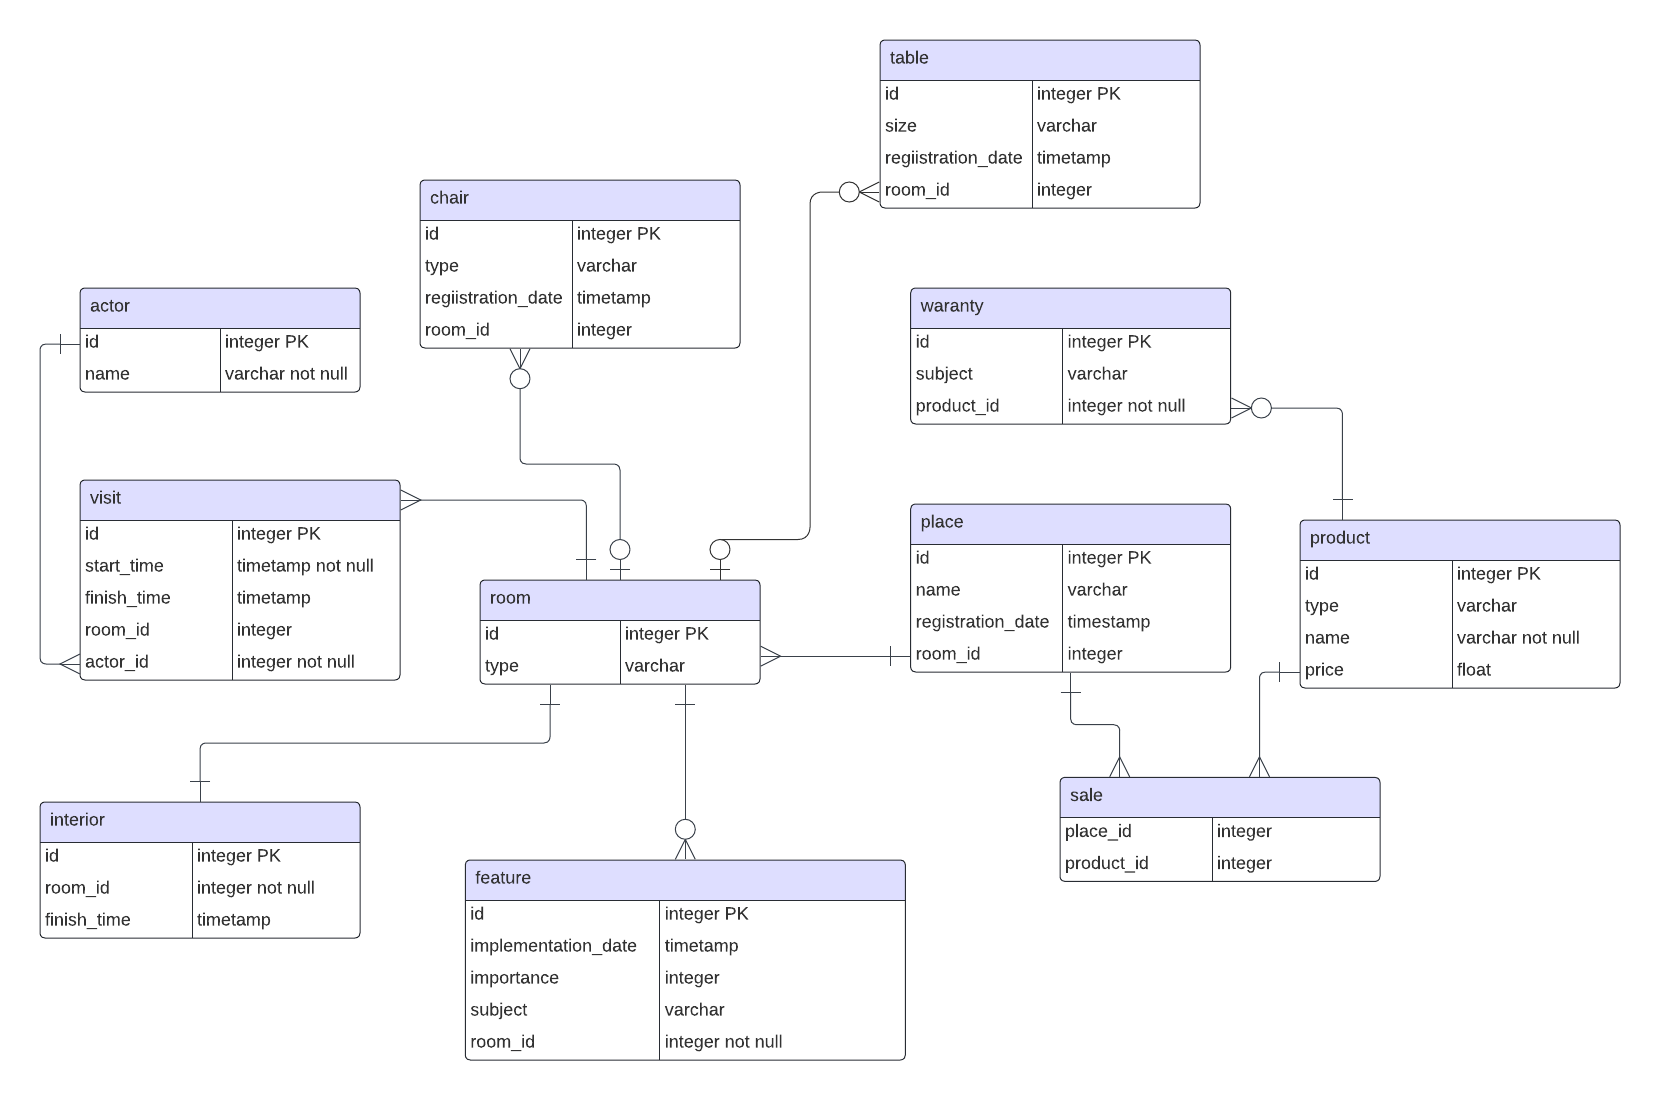 table
id integer PK
size varchar
regiistration_date timetamp
room_id integer
chair
id integer PK
type varchar
regiistration_date timetamp
room_id integer
actor
id integer PK
name varchar not null
waranty
id integer PK
subject varchar
product_id integer not null
visit
id integer PK
start_time timetamp not null
finish_time timetamp
room_id integer
actor_id integer not null
place
id integer PK
name varchar
registration_date timestamp
room_id integer
product
id integer PK
type varchar
name varchar not null
price float
room
id integer PK
type varchar
sale
place_id integer
product_id integer
interior
id integer PK
room_id integer not null
finish_time timetamp
feature
id integer PK
implementation_date timetamp
importance integer
subject varchar
room_id integer not null